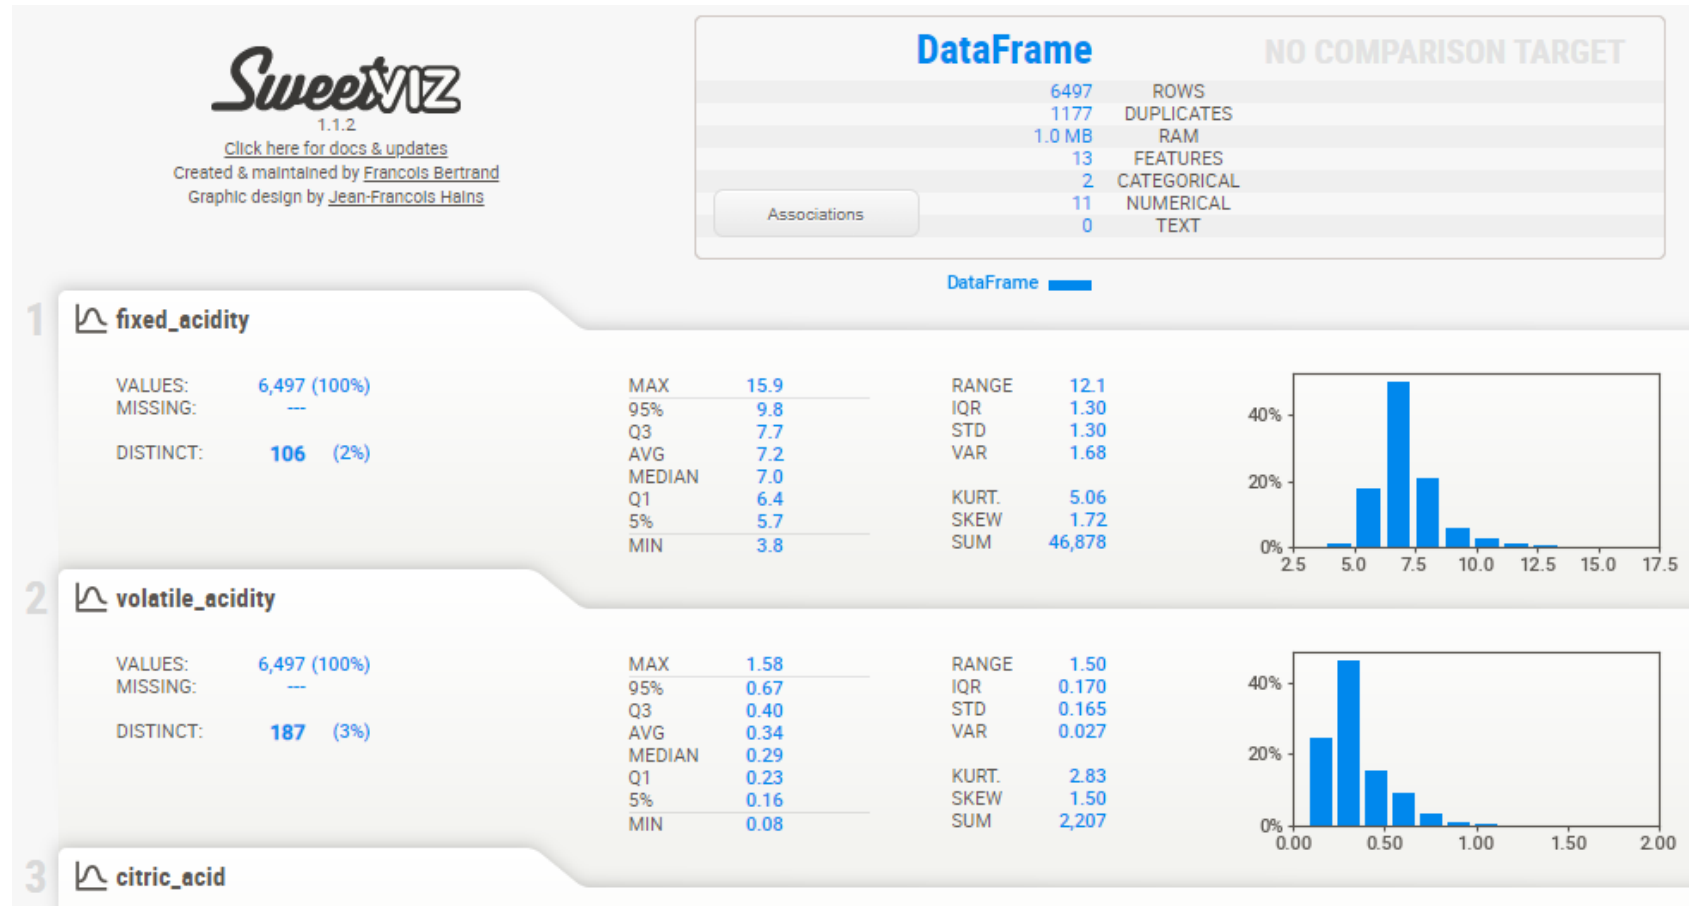 SweetVIZ
1.1.2
Click here for docs & updates
Created & maintained by Francois Bertrand
Graphic design by Jean-Francois Hains
DataFrame NO COMPARISON TARGET
6497 ROWS
1177 DUPLICATES
1.0 MB RAM
13 FEATURES
2 CATEGORICAL
11 NUMERICAL
0 TEXT
Associations
DataFrame
1 fixed_acidity
VALUES: 6,497 (100%)
MISSING: ---
DISTINCT: 106 (2%)
MAX 15.9
95% 9.8
Q3 7.7
AVG 7.2
MEDIAN 7.0
Q1 6.4
5% 5.7
MIN 3.8
RANGE 12.1
IQR 1.30
STD 1.30
VAR 1.68
KURT. 5.06
SKEW 1.72
SUM 46,878
40%
20%
0%
2.5 5.0 7.5 10.0 12.5 15.0 17.5
2 volatile_acidity
VALUES: 6,497 (100%)
MISSING: ---
DISTINCT: 187 (3%)
MAX 1.58
95% 0.67
Q3 0.40
AVG 0.34
MEDIAN 0.29
Q1 0.23
5% 0.16
MIN 0.08
RANGE 1.50
IQR 0.170
STD 0.165
VAR 0.027
KURT. 2.83
SKEW 1.50
SUM 2,207
40%
20%
0%
0.00 0.50 1.00 1.50 2.00
3 citric_acid